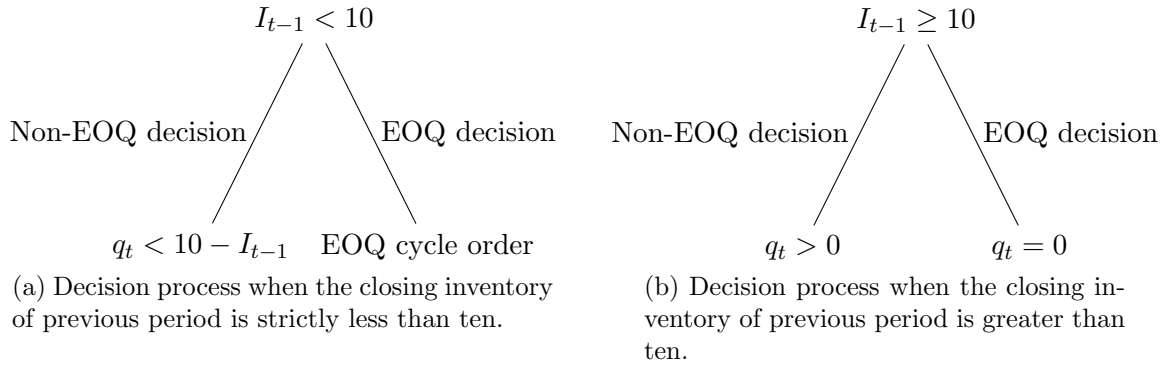 I_{t−1} < 10
Non-EOQ decision
EOQ decision
q_t < 10 − I_{t−1}
EOQ cycle order
(a) Decision process when the closing inventory
of previous period is strictly less than ten.
I_{t−1} ≥ 10
Non-EOQ decision
EOQ decision
q_t > 0
q_t = 0
(b) Decision process when the closing in-
ventory of previous period is greater than
ten.